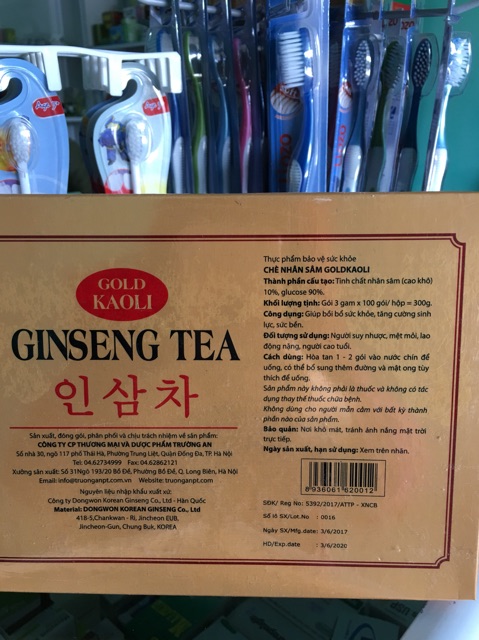 GOLD
KAOLI
GINSENG TEA
인삼차
Sản xuất, đóng gói, phân phối và chịu trách nhiệm về sản phẩm:
CÔNG TY CP THƯƠNG MẠI VÀ DƯỢC PHẨM TRƯỜNG AN
Số nhà 30, ngõ 117 phố Thái Hà, Phường Trung Liệt, Quận Đống Đa, TP. Hà Nội
Tel: 04.62734999 Fax: 04.62862121
Xưởng sản xuất: Số 31Ngõ 193/20 Bồ Đề, Phường Bồ Đề, Q, Long Biên, Hà Nội
Email: info@truonganpt.com.vn Website: truonganpt.com.vn
Nguyên liệu nhập khẩu xuất xứ:
Công ty Dongwon Korean Ginseng Co., Ltd - Hàn Quốc
Material: DONGWON KOREAN GINSENG Co., Ltd
418-5,Chankwan - Ri, Jincheon EUB,
Jincheon-Gun, Chung Buk, KOREA
Thực phẩm bảo vệ sức khỏe
CHÈ NHÂN SÂM GOLDKAOLI
Thành phần cấu tạo: Tinh chất nhân sâm (cao khô)
10%, glucose 90%.
Khối lượng tịnh: Gói 3 gam x 100 gói/ hộp = 300g.
Công dụng: Giúp bồi bổ sức khỏe, tăng cường sinh
lực, sức bền.
Đối tượng sử dụng: Người suy nhược, mệt mỏi, lao
động nặng, người cao tuổi.
Cách dùng: Hòa tan 1 - 2 gói vào nước chín để
uống, có thể bổ sung thêm đường và mật ong tùy
thích để uống.
Sản phẩm này không phải là thuốc và không có tác
dụng thay thế thuốc chữa bệnh.
Không dùng cho người mẫn cảm với bất kỳ thành
phần nào của sản phẩm.
Bảo quản: Nơi khô mát, tránh ánh nắng mặt trời
trực tiếp.
Ngày sản xuất, hạn sử dụng: Xem trên nhãn.
8936061620012
SĐK/ Reg No: 5392/2017/ATTP - XNCB
Số lô SX/Lot.No : 0016
Ngày SX/Mfg.date : 3/6/2017
HD/Exp.date : 3/6/2020